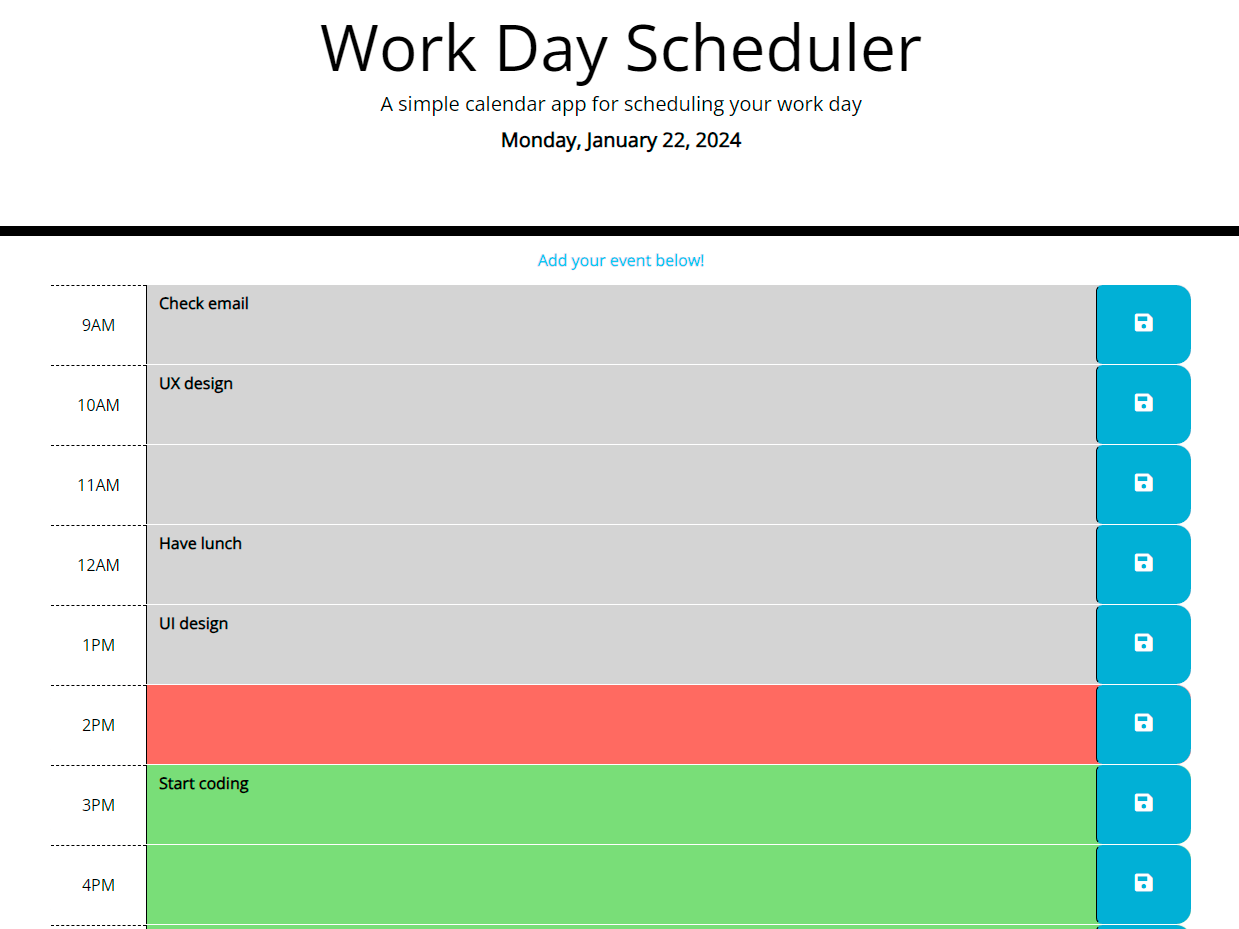 Work Day Scheduler
A simple calendar app for scheduling your work day
Monday, January 22, 2024
Add your event below!
9AM Check email
10AM UX design
11AM
12AM Have lunch
1PM UI design
2PM
3PM Start coding
4PM